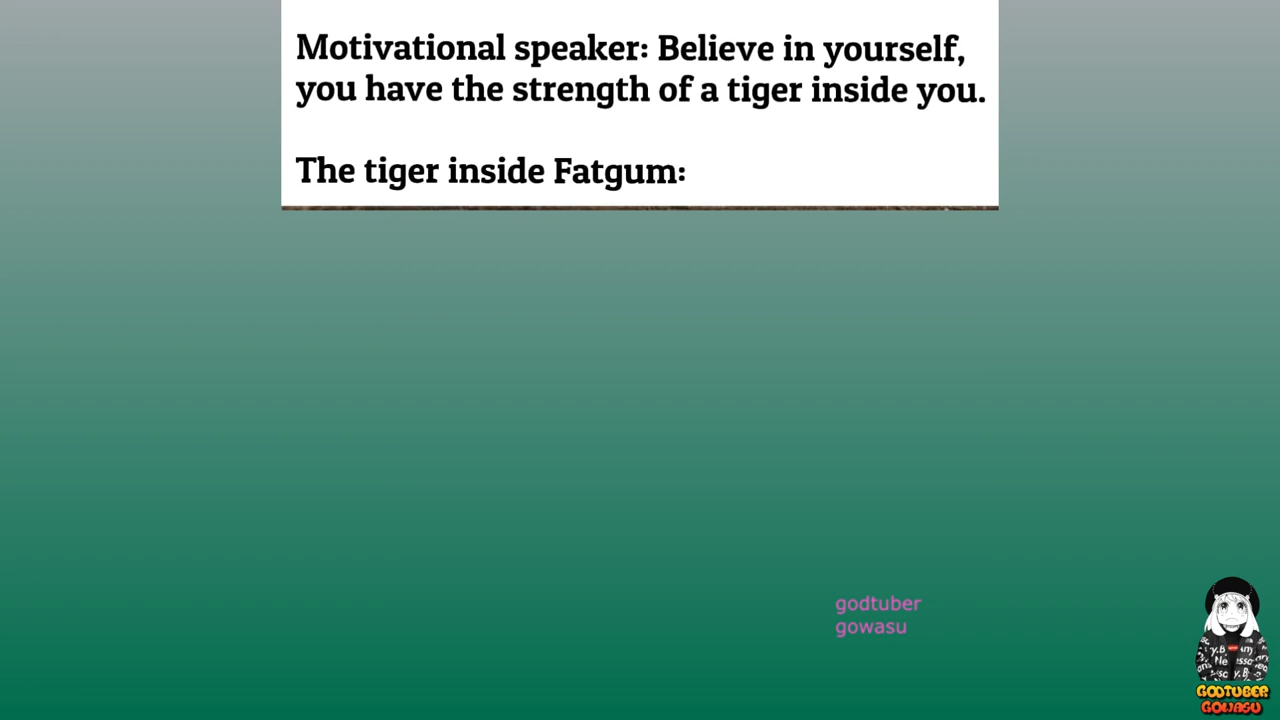 Motivational speaker: Believe in yourself,
you have the strength of a tiger inside you.
The tiger inside Fatgum:
godtuber
gowasu
GODTUBER
GOWASU